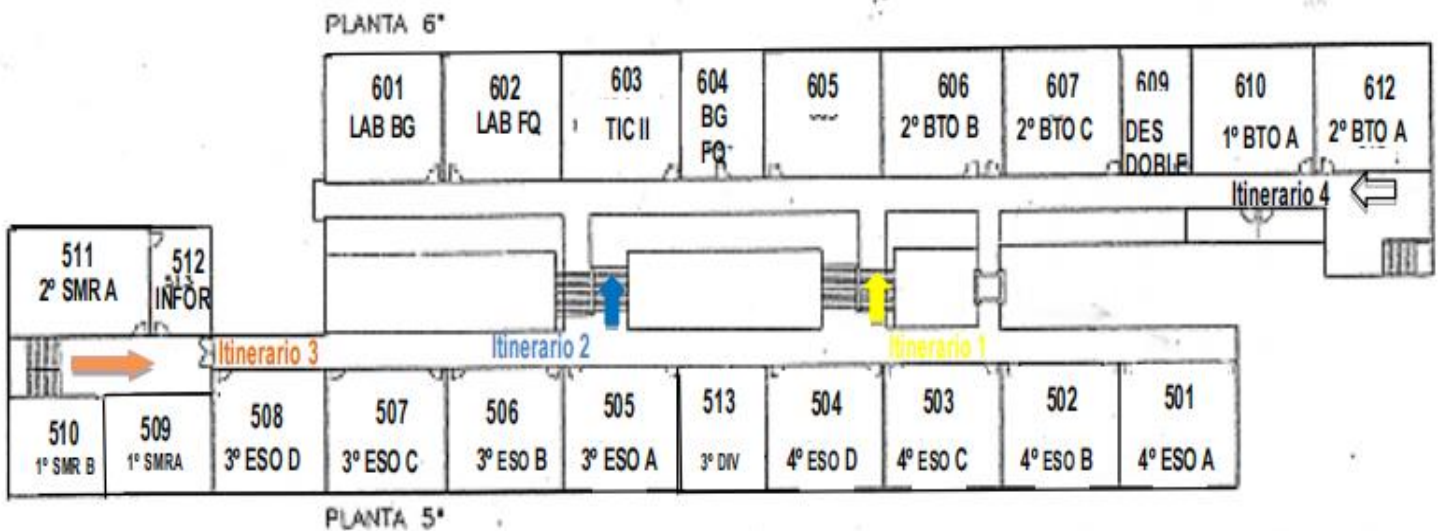 PLANTA 6ª
601
LAB BG
602
LAB FQ
603
TIC II
604
BG
FQ
605
606
2º BTO B
607
2º BTO C
609
DES
DOBLE
610
1º BTO A
612
2º BTO A
Itinerario 4
511
2º SMR A
512
INFOR
Itinerario 3
Itinerario 2
Itinerario 1
510
1º SMR B
509
1º SMRA
508
3º ESO D
507
3º ESO C
506
3º ESO B
505
3º ESO A
513
3º DIV
504
4º ESO D
503
4º ESO C
502
4º ESO B
501
4º ESO A
PLANTA 5ª